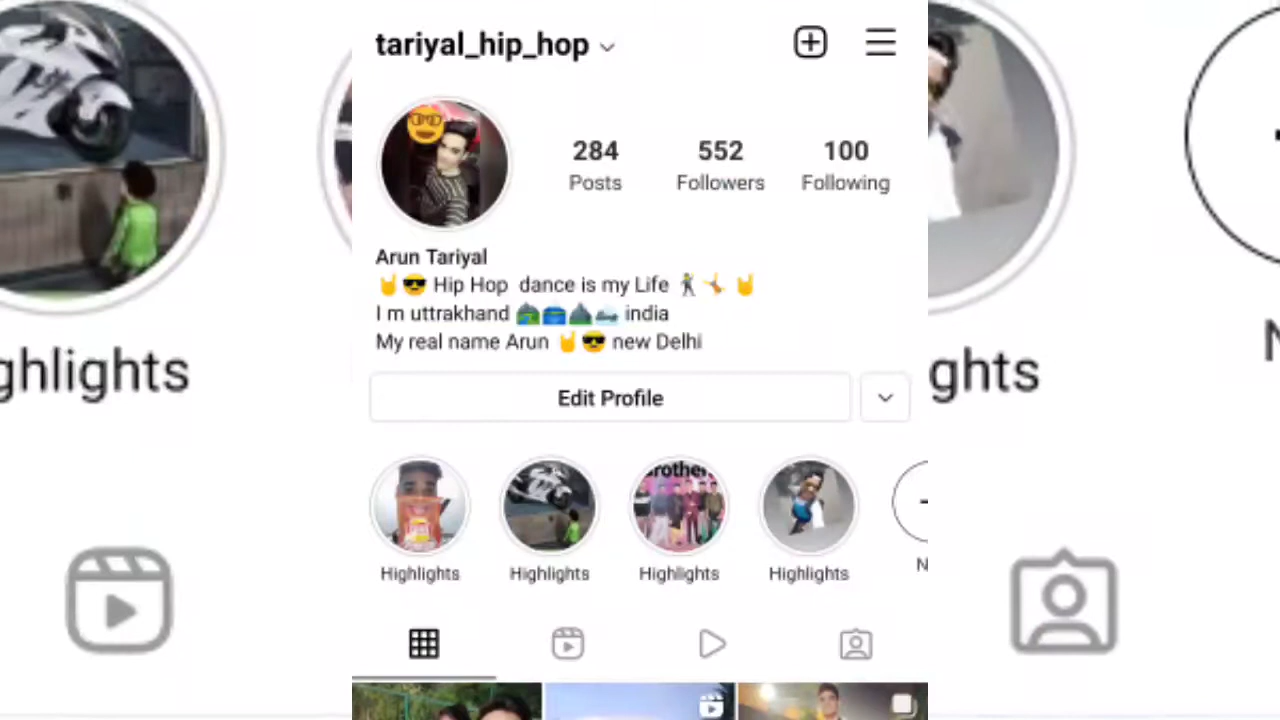 tariyal_hip_hop
284 552 100
Posts Followers Following
Arun Tariyal
🤘😎 Hip Hop dance is my Life 🕺🤸 🤘
I m uttrakhand 🏞️🗾⛰️🌊 india
My real name Arun 🤘😎 new Delhi
Edit Profile
rother
Highlights Highlights Highlights Highlights N
ghlights
ghts